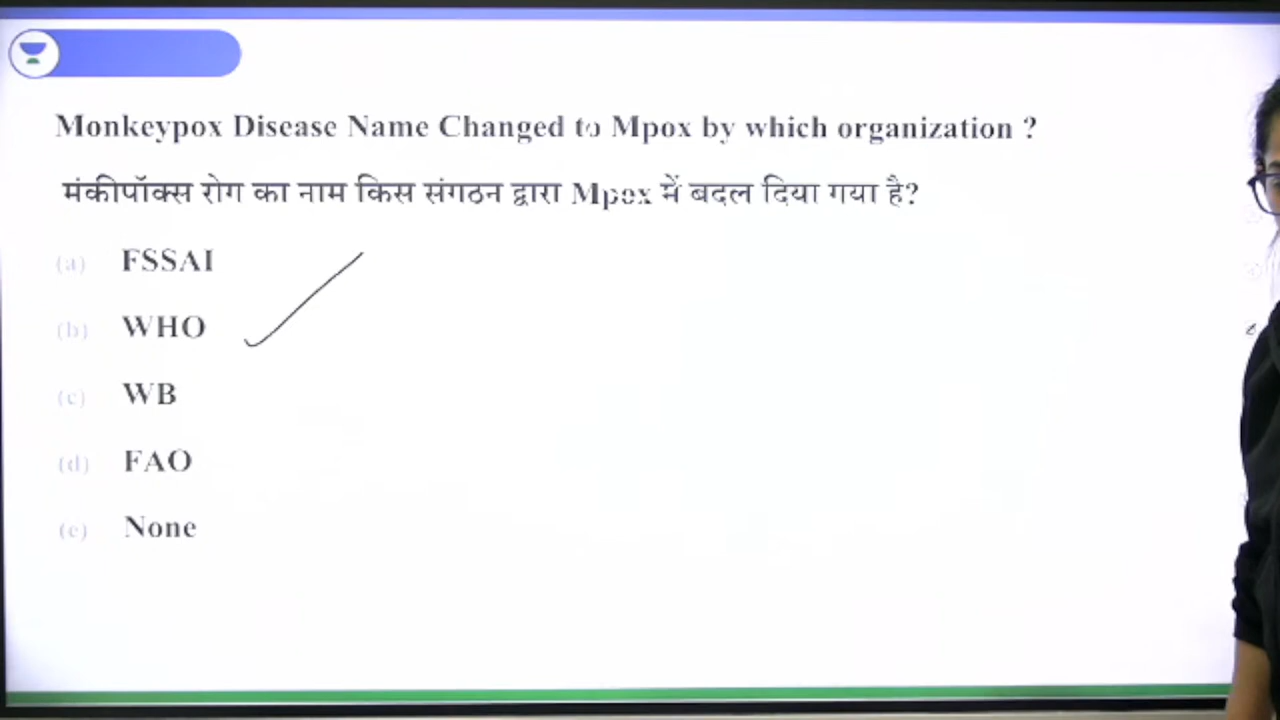 Monkeypox Disease Name Changed to Mpox by which organization ?
मंकीपॉक्स रोग का नाम किस संगठन द्वारा Mpox में बदल दिया गया है?
(a) FSSAI
(b) WHO
(c) WB
(d) FAO
(e) None